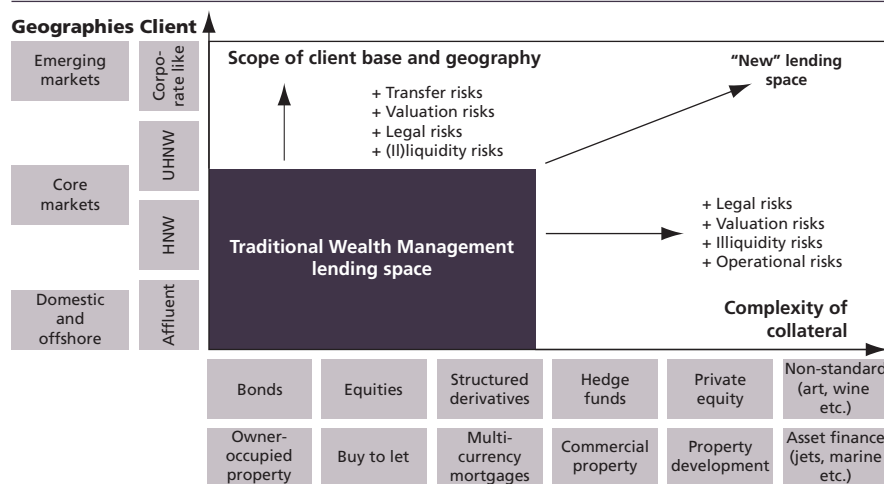 Geographies Client
Emerging
markets
Core
markets
Domestic
and
offshore
Corpo-
rate like
UHNW
HNW
Affluent
Scope of client base and geography
+ Transfer risks
+ Valuation risks
+ Legal risks
+ (Il)liquidity risks
“New” lending
space
Traditional Wealth Management
lending space
+ Legal risks
+ Valuation risks
+ Illiquidity risks
+ Operational risks
Complexity of
collateral
Bonds
Equities
Structured
derivatives
Hedge
funds
Private
equity
Non-standard
(art, wine
etc.)
Owner-
occupied
property
Buy to let
Multi-
currency
mortgages
Commercial
property
Property
development
Asset finance
(jets, marine
etc.)